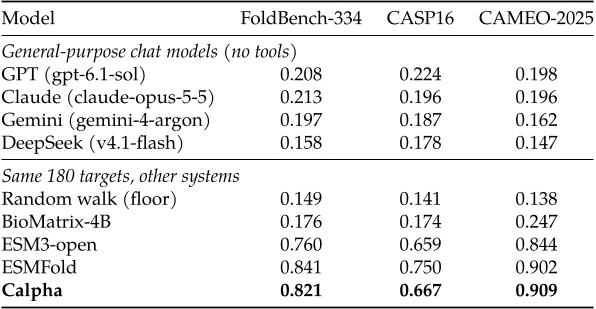 Model FoldBench-334 CASP16 CAMEO-2025
General-purpose chat models (no tools)
GPT (gpt-6.1-sol) 0.208 0.224 0.198
Claude (claude-opus-5-5) 0.213 0.196 0.196
Gemini (gemini-4-argon) 0.197 0.187 0.162
DeepSeek (v4.1-flash) 0.158 0.178 0.147
Same 180 targets, other systems
Random walk (floor) 0.149 0.141 0.138
BioMatrix-4B 0.176 0.174 0.247
ESM3-open 0.760 0.659 0.844
ESMFold 0.841 0.750 0.902
Calpha 0.821 0.667 0.909